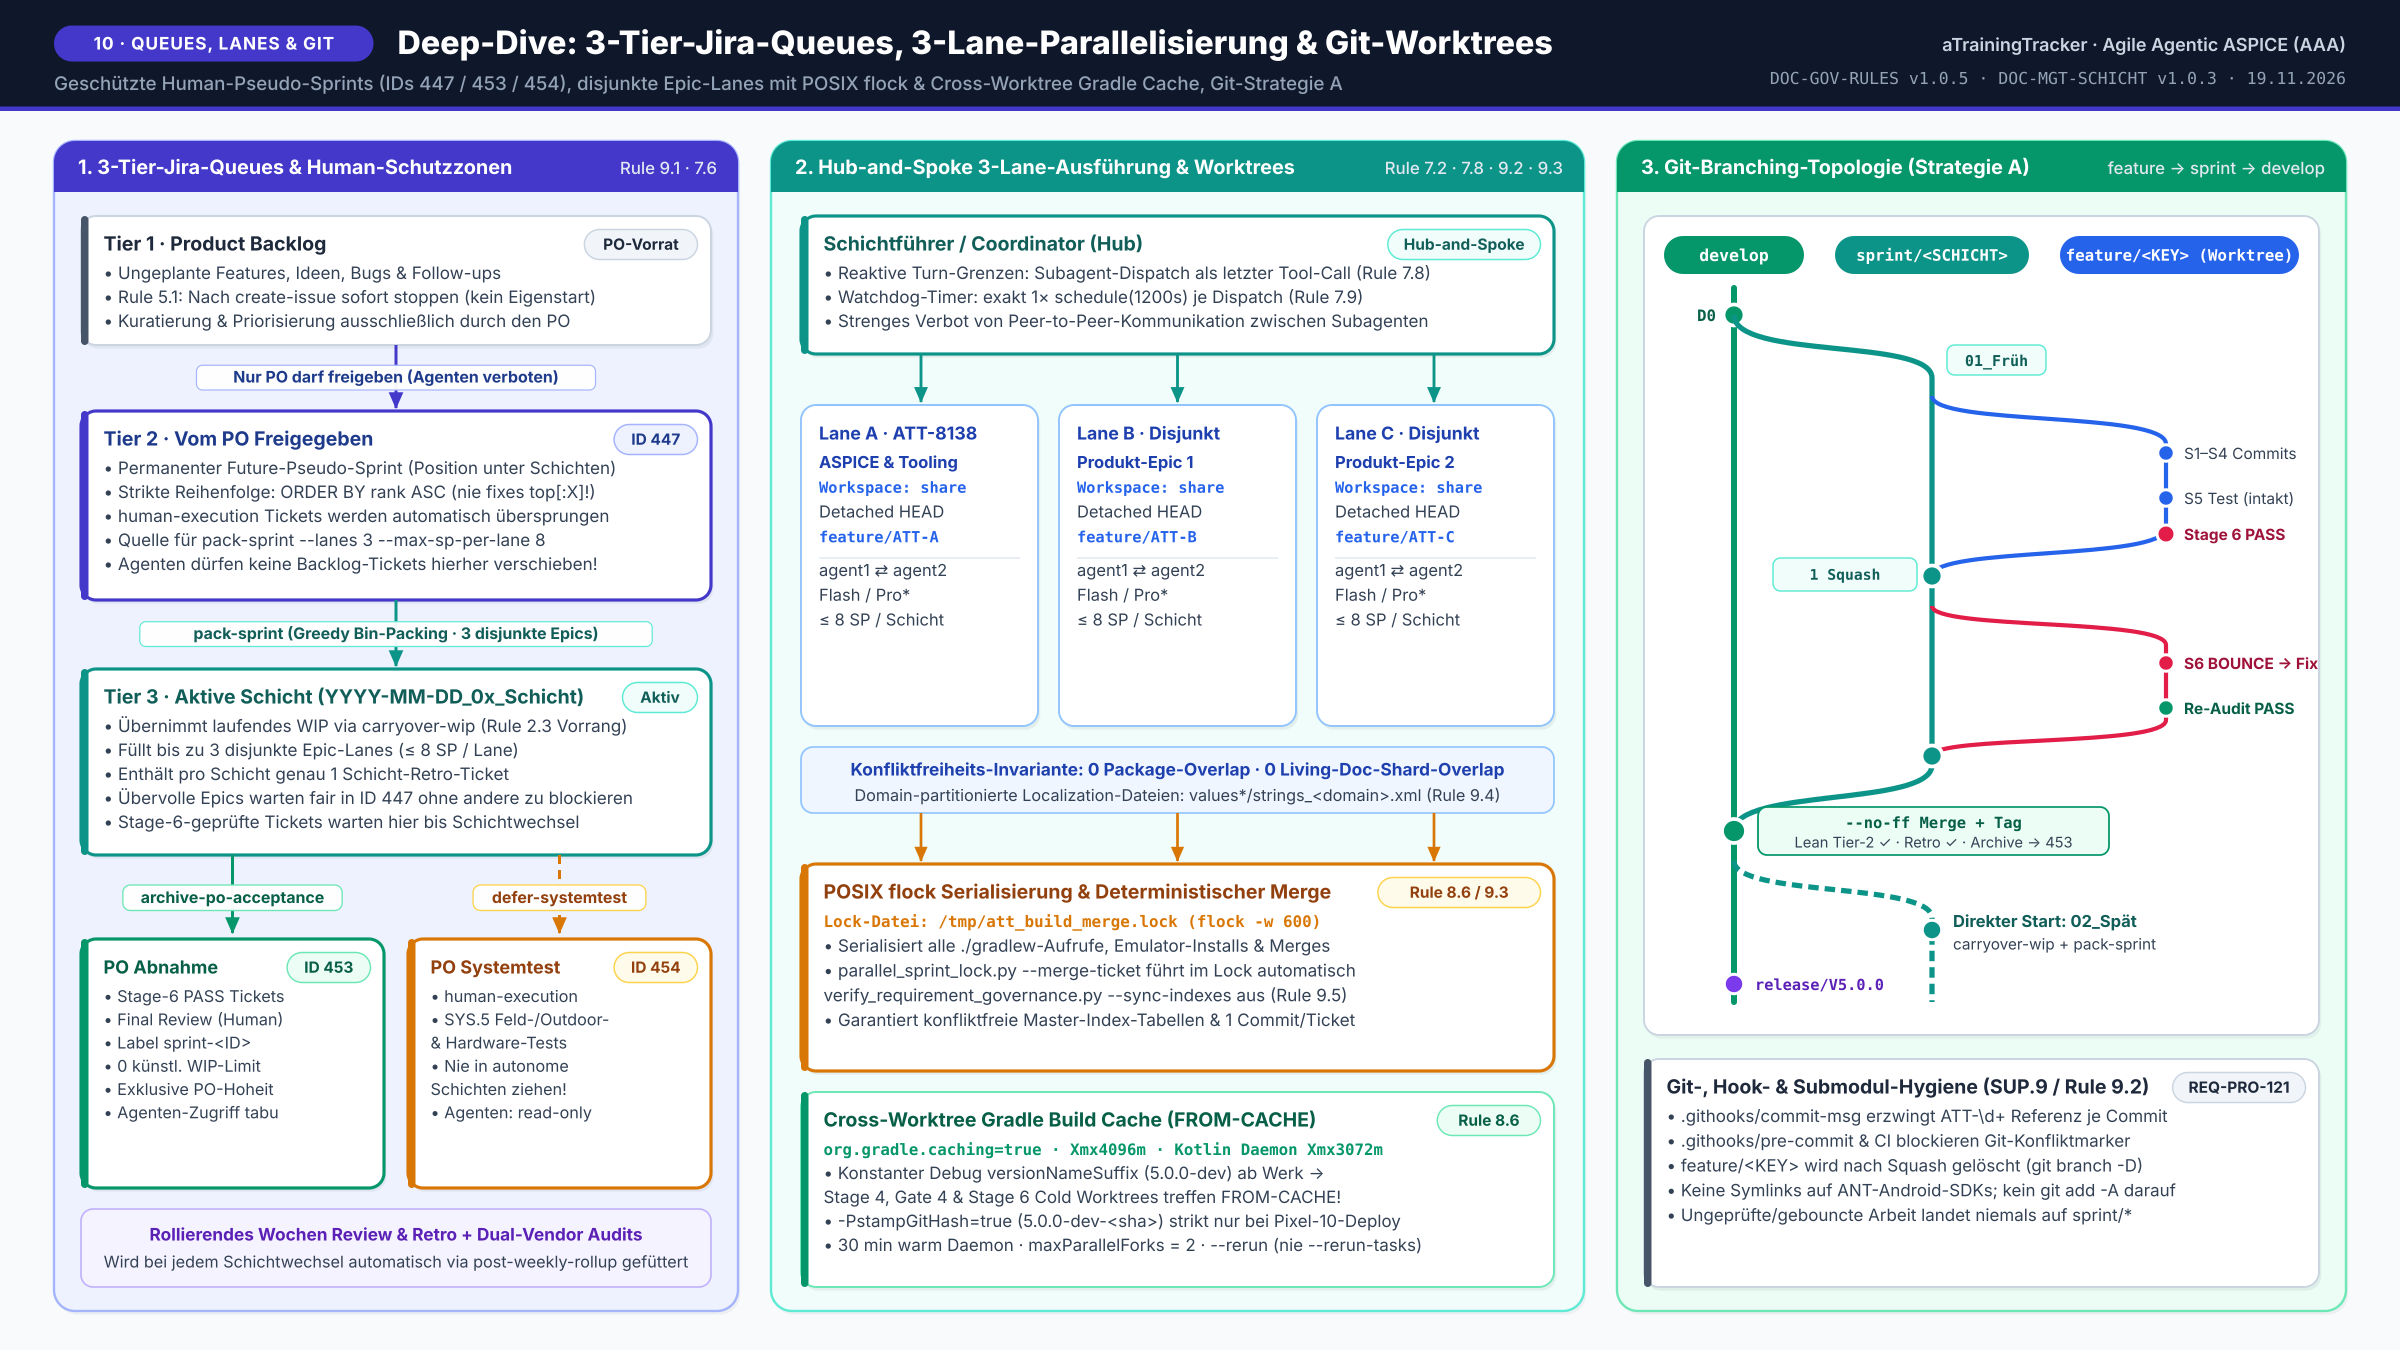 10 · QUEUES, LANES & GIT
Deep-Dive: 3-Tier-Jira-Queues, 3-Lane-Parallelisierung & Git-Worktrees
Geschützte Human-Pseudo-Sprints (IDs 447 / 453 / 454), disjunkte Epic-Lanes mit POSIX flock & Cross-Worktree Gradle Cache, Git-Strategie A
aTrainingTracker · Agile Agentic ASPICE (AAA)
DOC-GOV-RULES v1.0.5 · DOC-MGT-SCHICHT v1.0.3 · 19.11.2026
1. 3-Tier-Jira-Queues & Human-Schutzzonen
Rule 9.1 · 7.6
Tier 1 · Product Backlog
PO-Vorrat
• Ungeplante Features, Ideen, Bugs & Follow-ups
• Rule 5.1: Nach create-issue sofort stoppen (kein Eigenstart)
• Kuratierung & Priorisierung ausschließlich durch den PO
Nur PO darf freigeben (Agenten verboten)
Tier 2 · Vom PO Freigegeben
ID 447
• Permanenter Future-Pseudo-Sprint (Position unter Schichten)
• Strikte Reihenfolge: ORDER BY rank ASC (nie fixes top[:X]!)
• human-execution Tickets werden automatisch übersprungen
• Quelle für pack-sprint --lanes 3 --max-sp-per-lane 8
• Agenten dürfen keine Backlog-Tickets hierher verschieben!
pack-sprint (Greedy Bin-Packing · 3 disjunkte Epics)
Tier 3 · Aktive Schicht (YYYY-MM-DD_0x_Schicht)
Aktiv
• Übernimmt laufendes WIP via carryover-wip (Rule 2.3 Vorrang)
• Füllt bis zu 3 disjunkte Epic-Lanes (≤ 8 SP / Lane)
• Enthält pro Schicht genau 1 Schicht-Retro-Ticket
• Übervolle Epics warten fair in ID 447 ohne andere zu blockieren
• Stage-6-geprüfte Tickets warten hier bis Schichtwechsel
archive-po-acceptance
defer-systemtest
PO Abnahme
ID 453
• Stage-6 PASS Tickets
• Final Review (Human)
• Label sprint-<ID>
• 0 künstl. WIP-Limit
• Exklusive PO-Hoheit
• Agenten-Zugriff tabu
PO Systemtest
ID 454
• human-execution
• SYS.5 Feld-/Outdoor-
& Hardware-Tests
• Nie in autonome
Schichten ziehen!
• Agenten: read-only
Rollierendes Wochen Review & Retro + Dual-Vendor Audits
Wird bei jedem Schichtwechsel automatisch via post-weekly-rollup gefüttert
2. Hub-and-Spoke 3-Lane-Ausführung & Worktrees
Rule 7.2 · 7.8 · 9.2 · 9.3
Schichtführer / Coordinator (Hub)
Hub-and-Spoke
• Reaktive Turn-Grenzen: Subagent-Dispatch als letzter Tool-Call (Rule 7.8)
• Watchdog-Timer: exakt 1× schedule(1200s) je Dispatch (Rule 7.9)
• Strenges Verbot von Peer-to-Peer-Kommunikation zwischen Subagenten
Lane A · ATT-8138
ASPICE & Tooling
Workspace: share
Detached HEAD
feature/ATT-A
agent1 ⇄ agent2
Flash / Pro*
≤ 8 SP / Schicht
Lane B · Disjunkt
Produkt-Epic 1
Workspace: share
Detached HEAD
feature/ATT-B
agent1 ⇄ agent2
Flash / Pro*
≤ 8 SP / Schicht
Lane C · Disjunkt
Produkt-Epic 2
Workspace: share
Detached HEAD
feature/ATT-C
agent1 ⇄ agent2
Flash / Pro*
≤ 8 SP / Schicht
Konfliktfreiheits-Invariante: 0 Package-Overlap · 0 Living-Doc-Shard-Overlap
Domain-partitionierte Localization-Dateien: values*/strings_<domain>.xml (Rule 9.4)
POSIX flock Serialisierung & Deterministischer Merge
Rule 8.6 / 9.3
Lock-Datei: /tmp/att_build_merge.lock (flock -w 600)
• Serialisiert alle ./gradlew-Aufrufe, Emulator-Installs & Merges
• parallel_sprint_lock.py --merge-ticket führt im Lock automatisch
verify_requirement_governance.py --sync-indexes aus (Rule 9.5)
• Garantiert konfliktfreie Master-Index-Tabellen & 1 Commit/Ticket
Cross-Worktree Gradle Build Cache (FROM-CACHE)
Rule 8.6
org.gradle.caching=true · Xmx4096m · Kotlin Daemon Xmx3072m
• Konstanter Debug versionNameSuffix (5.0.0-dev) ab Werk →
Stage 4, Gate 4 & Stage 6 Cold Worktrees treffen FROM-CACHE!
• -PstampGitHash=true (5.0.0-dev-<sha>) strikt nur bei Pixel-10-Deploy
• 30 min warm Daemon · maxParallelForks = 2 · --rerun (nie --rerun-tasks)
3. Git-Branching-Topologie (Strategie A)
feature → sprint → develop
develop
sprint/<SCHICHT>
feature/<KEY> (Worktree)
D0
01_Früh
S1–S4 Commits
S5 Test (intakt)
Stage 6 PASS
1 Squash
S6 BOUNCE → Fix
Re-Audit PASS
--no-ff Merge + Tag
Lean Tier-2 ✓ · Retro ✓ · Archive → 453
Direkter Start: 02_Spät
carryover-wip + pack-sprint
release/V5.0.0
Git-, Hook- & Submodul-Hygiene (SUP.9 / Rule 9.2)
REQ-PRO-121
• .githooks/commit-msg erzwingt ATT-\d+ Referenz je Commit
• .githooks/pre-commit & CI blockieren Git-Konfliktmarker
• feature/<KEY> wird nach Squash gelöscht (git branch -D)
• Keine Symlinks auf ANT-Android-SDKs; kein git add -A darauf
• Ungeprüfte/gebouncte Arbeit landet niemals auf sprint/*